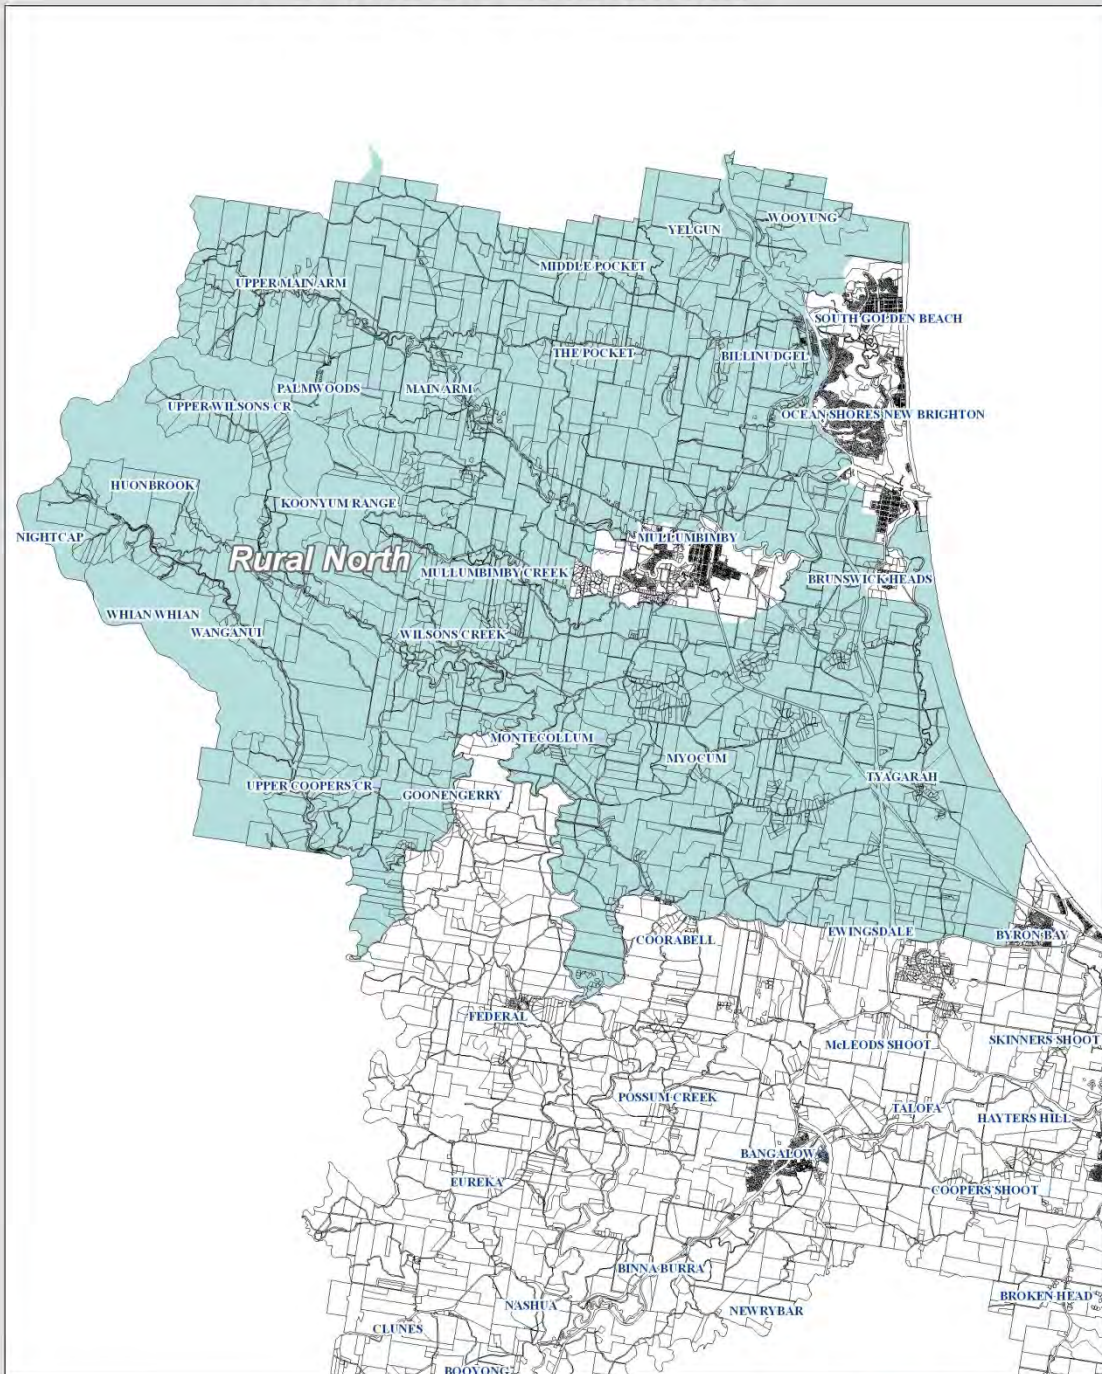 WOOYUNG
YELGUN
MIDDLE POCKET
UPPER MAIN ARM
SOUTH GOLDEN BEACH
THE POCKET
BILLINUDGEL
PALMWOODS
MAIN ARM
UPPER WILSONS CR
OCEAN SHORES NEW BRIGHTON
HUONBROOK
KOONYUM RANGE
NIGHTCAP
MULLUMBIMBY
Rural North
MULLUMBIMBY CREEK
BRUNSWICK HEADS
WHIAN WHIAN
WANGANUI
WILSONS CREEK
MONTECOLLUM
MYOCUM
TYAGARAH
UPPER COOPERS CR
GOONENGERRY
EWINGSDALE
BYRON BAY
COORABELL
FEDERAL
McLEODS SHOOT
SKINNERS SHOOT
POSSUM CREEK
TALOFA
HAYTERS HILL
BANGALOW
EUREKA
COOPERS SHOOT
BINNA BURRA
BROKEN HEAD
NASHUA
NEWRYBAR
CLUNES
BOOYONG